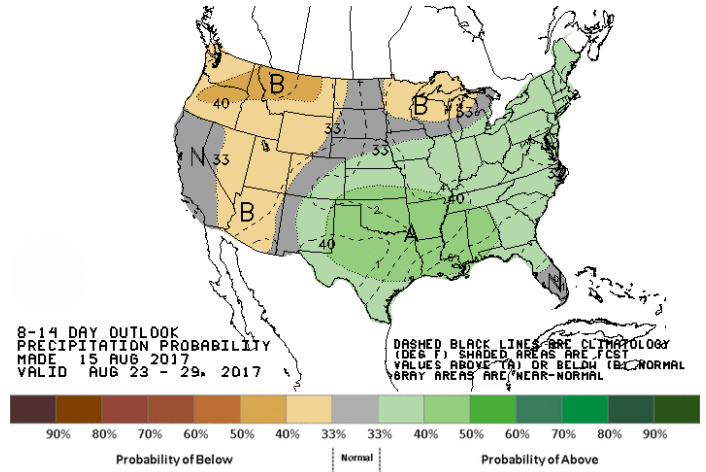 B
40
B
33
33
33
N
33
B
40
2
A
40
1
N
8-14 DAY OUTLOOK
PRECIPITATION PROBABILITY
MADE 15 AUG 2017
VALID AUG 23 - 29, 2017
DASHED BLACK LINES ARE CLIMATOLOGY
(DEG F) SHADED AREAS ARE FCST
VALUES ABOVE (A) OR BELOW (B) NORMAL
GRAY AREAS ARE NEAR-NORMAL
90% 80% 70% 60% 50% 40% 33% 33% 40% 50% 60% 70% 80% 90%
Probability of Below Normal Probability of Above